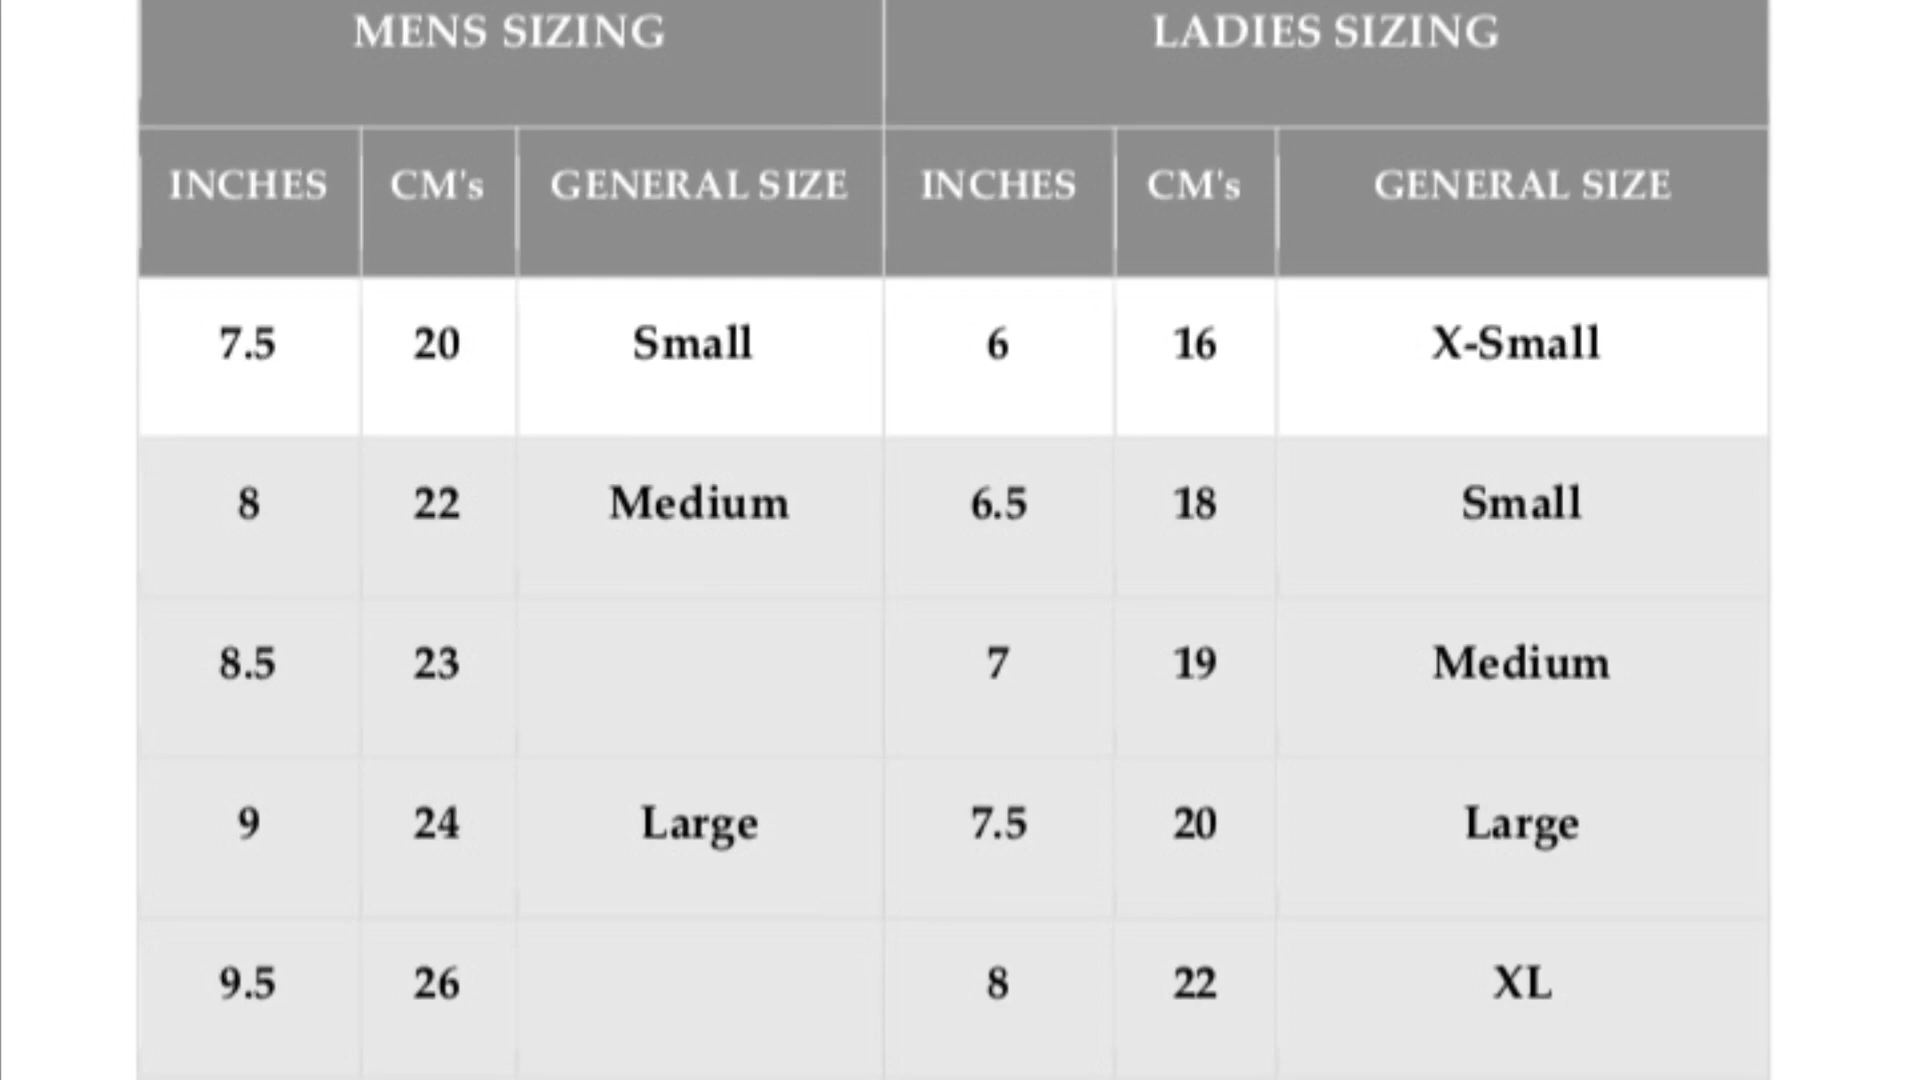 MENS SIZING LADIES SIZING
INCHES CM's GENERAL SIZE INCHES CM's GENERAL SIZE
7.5 20 Small 6 16 X-Small
8 22 Medium 6.5 18 Small
8.5 23 7 19 Medium
9 24 Large 7.5 20 Large
9.5 26 8 22 XL